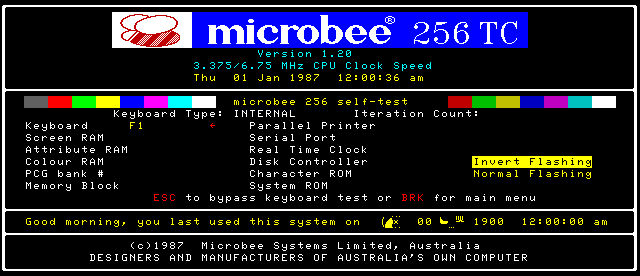 microbee® 256 TC
Version 1.20
3.375/6.75 MHz CPU Clock Speed
Thu 01 Jan 1987 12:00:36 am
microbee 256 self-test
Keyboard Type: INTERNAL Iteration Count:
Keyboard F1 Parallel Printer
Screen RAM Serial Port
Attribute RAM Real Time Clock
Colour RAM Disk Controller Invert Flashing
PCG bank # Character ROM Normal Flashing
Memory Block System ROM
ESC to bypass keyboard test or BRK for main menu
Good morning, you last used this system on 00 1900 12:00:00 am
(c)1987 Microbee Systems Limited, Australia
DESIGNERS AND MANUFACTURERS OF AUSTRALIA'S OWN COMPUTER